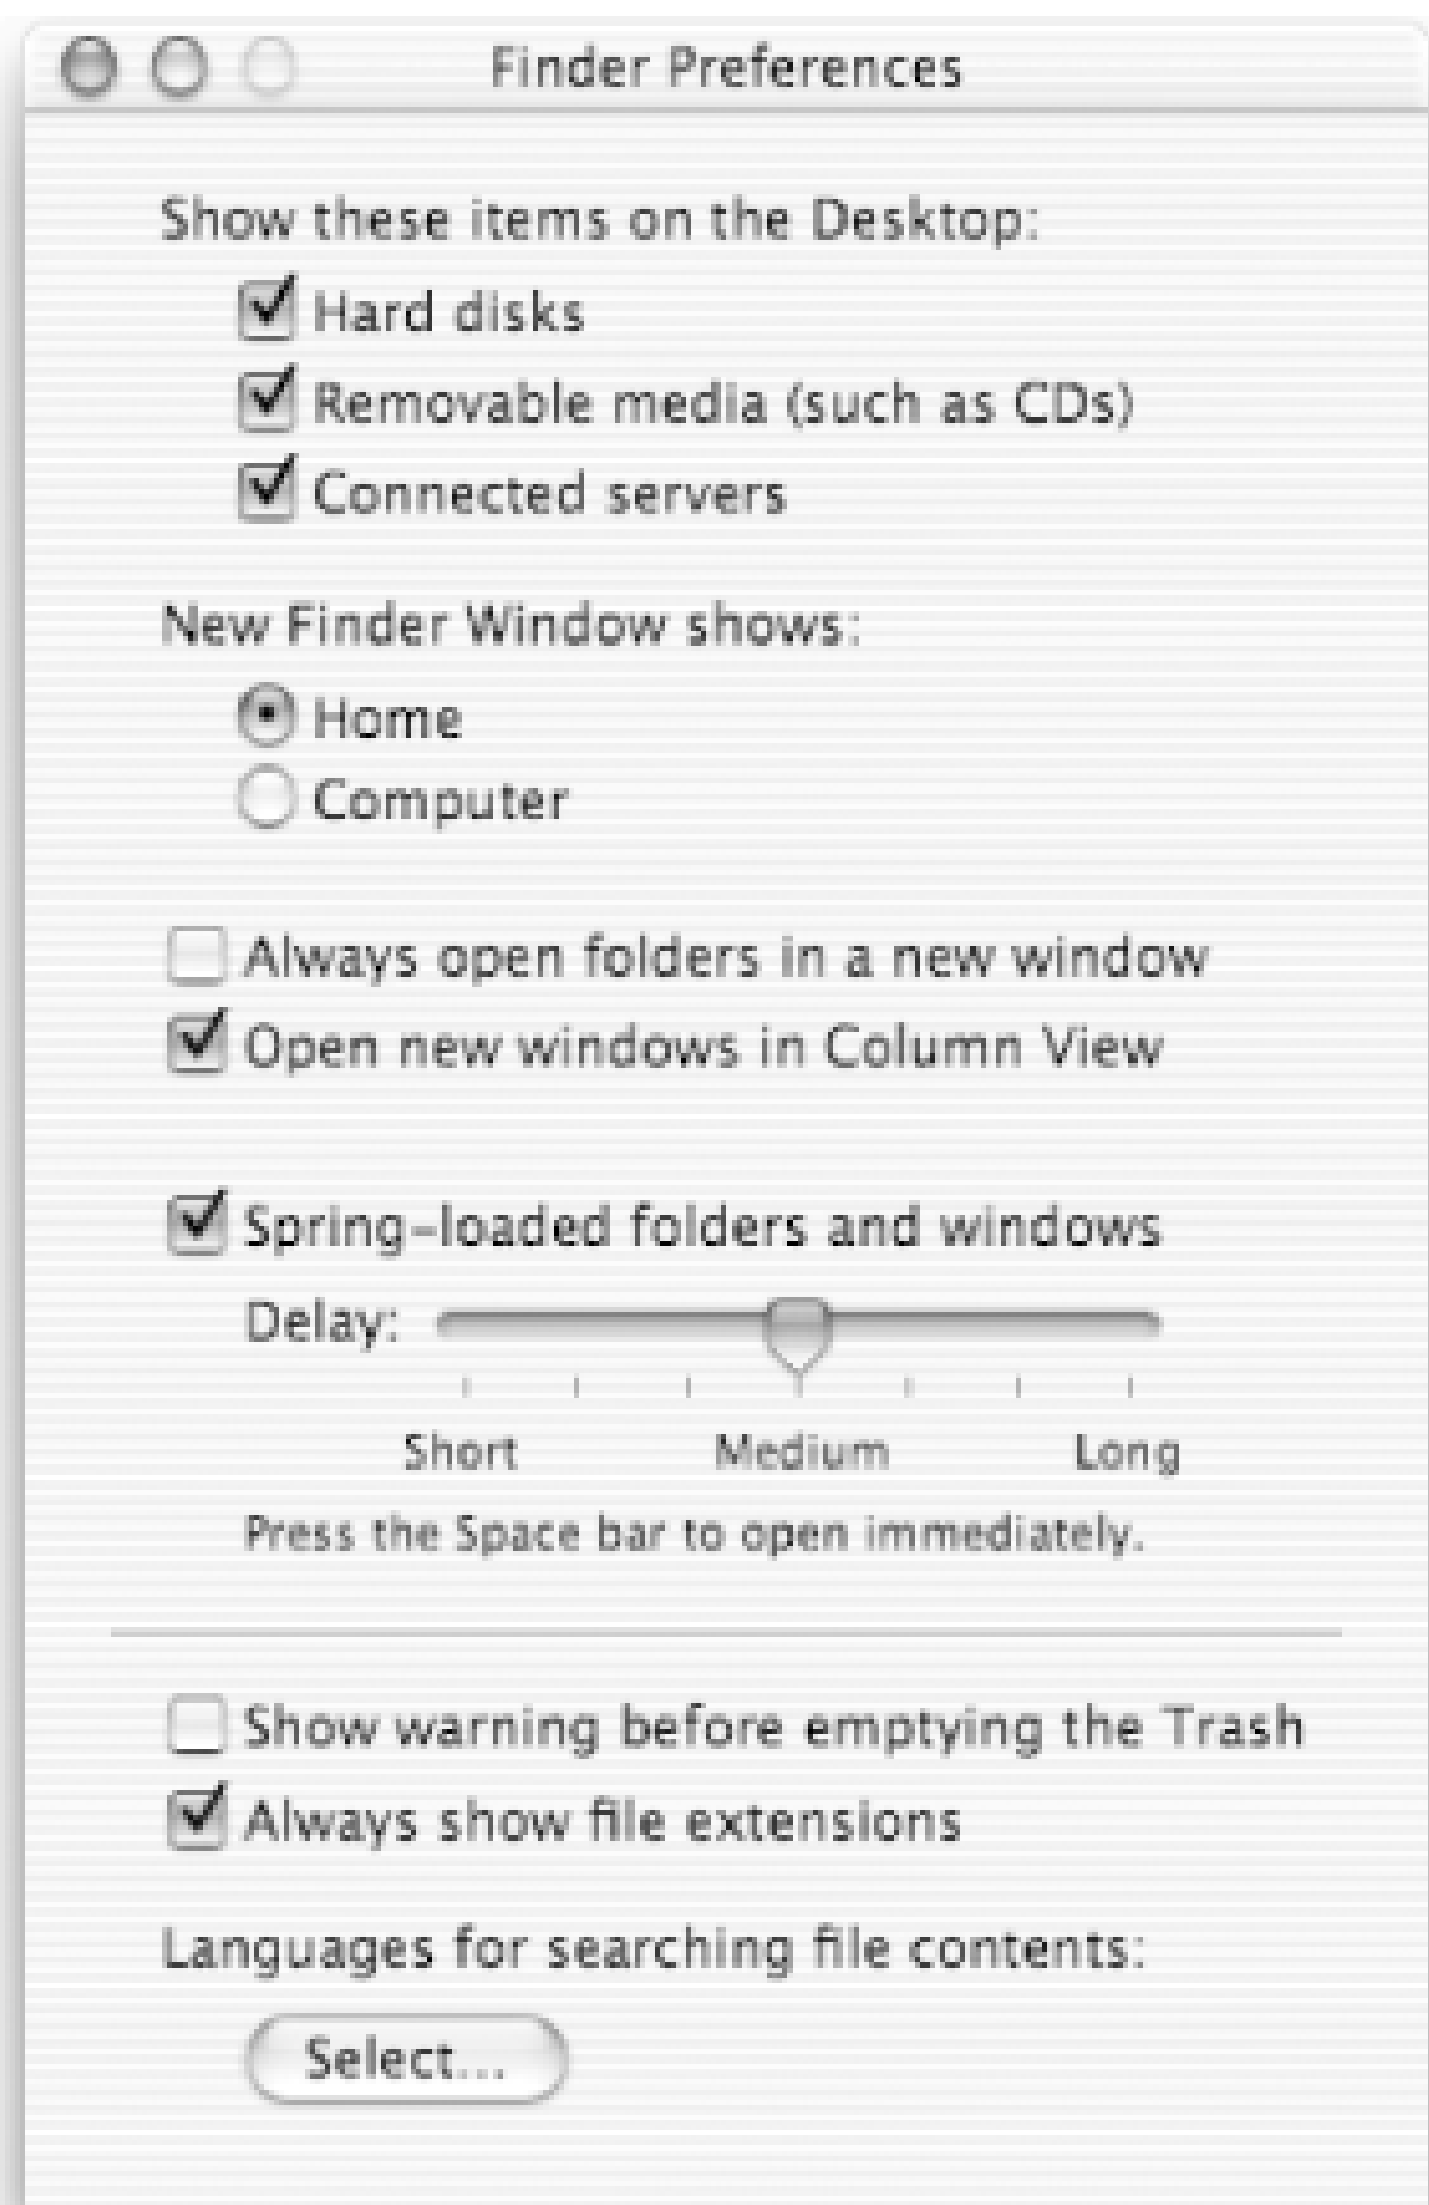 Finder Preferences
Show these items on the Desktop:
Hard disks
Removable media (such as CDs)
Connected servers
New Finder Window shows:
Home
Computer
Always open folders in a new window
Open new windows in Column View
Spring-loaded folders and windows
Delay:
Short Medium Long
Press the Space bar to open immediately.
Show warning before emptying the Trash
Always show file extensions
Languages for searching file contents:
Select...